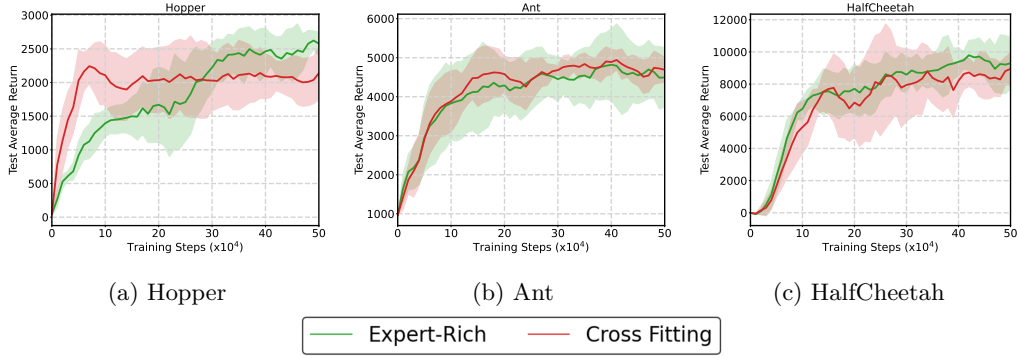 Hopper
Test Average Return
3000
2500
2000
1500
1000
500
0
0 10 20 30 40 50
Training Steps (x10⁴)
Ant
Test Average Return
6000
5000
4000
3000
2000
1000
0 10 20 30 40 50
Training Steps (x10⁴)
HalfCheetah
Test Average Return
12000
10000
8000
6000
4000
2000
0
0 10 20 30 40 50
Training Steps (x10⁴)
(a) Hopper
(b) Ant
(c) HalfCheetah
Expert-Rich
Cross Fitting